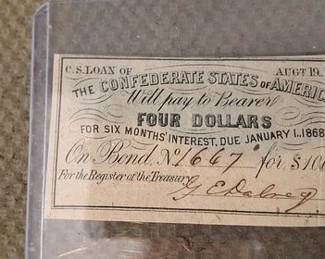 C.S. LOAN OF AUGT 19
THE CONFEDERATE STATES OF AMERIC
Will pay to Bearer
FOUR DOLLARS
FOR SIX MONTHS' INTEREST, DUE JANUARY 1. 1868
On Bond, No 1667 for $10
For the Register of the Treasury